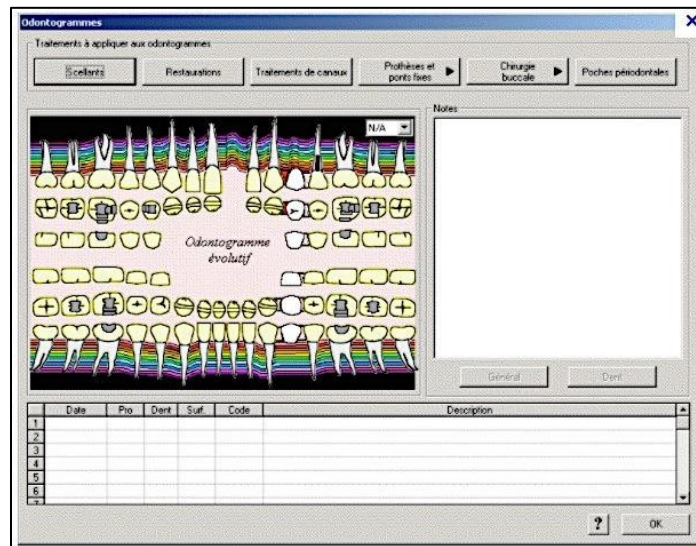 Odontogrammes
Traitements à appliquer aux odontogrammes
Scellants
Restaurations
Traitements de canaux
Prothèses et
ponts fixes
Chirurgie
buccale
Poches périodontales
N/A
Odontogramme
évolutif
Notes
Général
Dent
Date Pro Dent Surf. Code Description
1
2
3
4
5
6
7
? OK